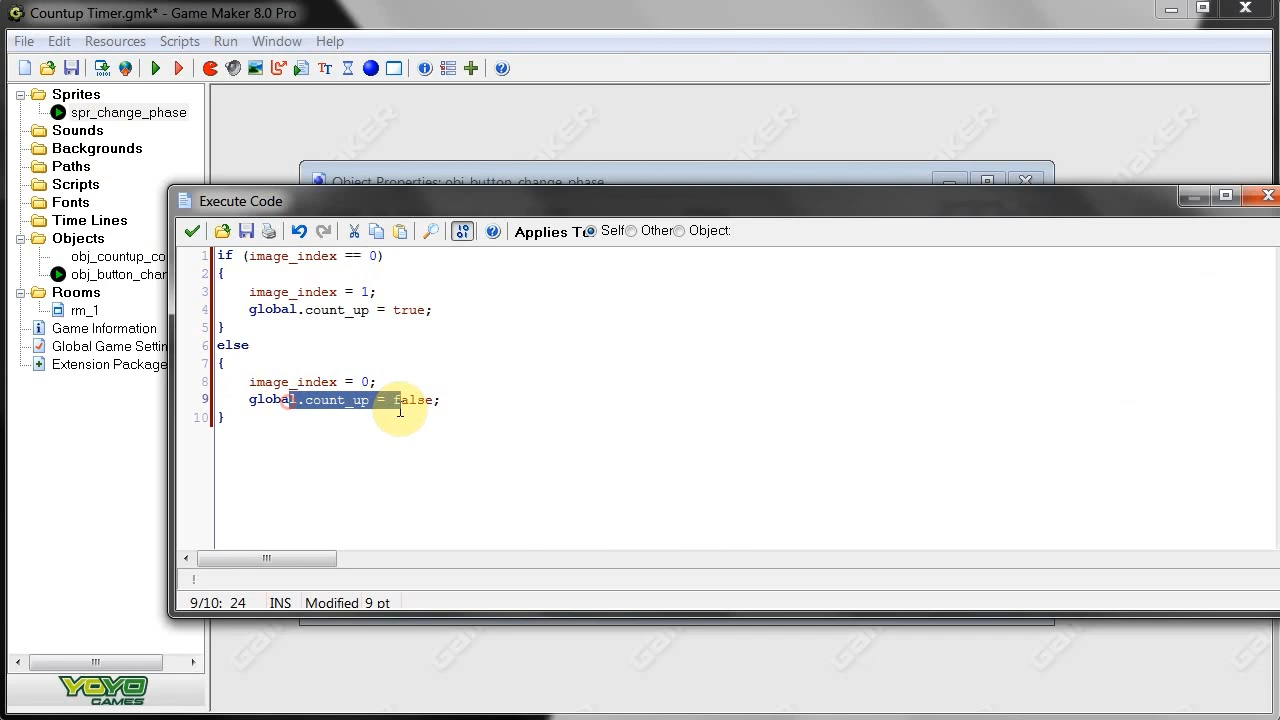 Countup Timer.gmk* - Game Maker 8.0 Pro
File Edit Resources Scripts Run Window Help
Sprites
spr_change_phase
Sounds
Backgrounds
Paths
Scripts
Fonts
Time Lines
Objects
obj_countup_co
obj_button_chan
Rooms
rm_1
Game Information
Global Game Settin
Extension Package
YOYO
GAMES
Object Properties: obj_button_change_phase
Execute Code
Applies To Self Other Object:
1 if (image_index == 0)
2 {
3 image_index = 1;
4 global.count_up = true;
5 }
6 else
7 {
8 image_index = 0;
9 global.count_up = false;
10 }
!
9/10: 24 INS Modified 9 pt